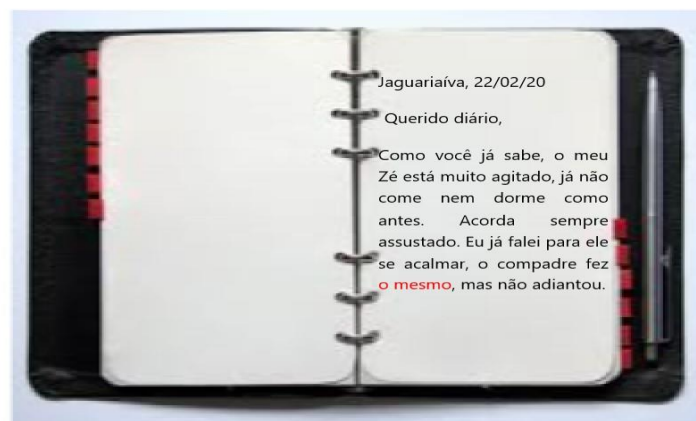 Jaguariaíva, 22/02/20
Querido diário,
Como você já sabe, o meu
Zé está muito agitado, já não
come nem dorme como
antes. Acorda sempre
assustado. Eu já falei para ele
se acalmar, o compadre fez
o mesmo, mas não adiantou.